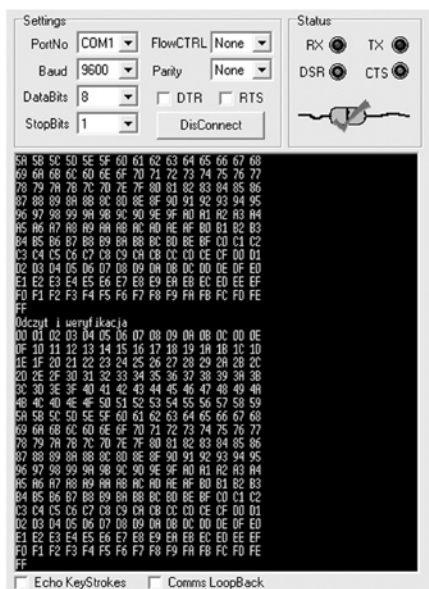 Settings
PortNo COM1 FlowCTRL None
Baud 9600 Parity None
DataBits 8 DTR RTS
StopBits 1 DisConnect
Status
RX TX
DSR CTS
5A 5B 5C 5D 5E 5F 60 61 62 63 64 65 66 67 68
69 6A 6B 6C 6D 6E 6F 70 71 72 73 74 75 76 77
78 79 7A 7B 7C 7D 7E 7F 80 81 82 83 84 85 86
87 88 89 8A 8B 8C 8D 8E 8F 90 91 92 93 94 95
96 97 98 99 9A 9B 9C 9D 9E 9F A0 A1 A2 A3 A4
A5 A6 A7 A8 A9 AA AB AC AD AE AF B0 B1 B2 B3
B4 B5 B6 B7 B8 B9 BA BB BC BD BE BF C0 C1 C2
C3 C4 C5 C6 C7 C8 C9 CA CB CC CD CE CF D0 D1
D2 D3 D4 D5 D6 D7 D8 D9 DA DB DC DD DE DF E0
E1 E2 E3 E4 E5 E6 E7 E8 E9 EA EB EC ED EE EF
F0 F1 F2 F3 F4 F5 F6 F7 F8 F9 FA FB FC FD FE
FF
Odczyt i weryfikacja
00 01 02 03 04 05 06 07 08 09 0A 0B 0C 0D 0E
0F 10 11 12 13 14 15 16 17 18 19 1A 1B 1C 1D
1E 1F 20 21 22 23 24 25 26 27 28 29 2A 2B 2C
2D 2E 2F 30 31 32 33 34 35 36 37 38 39 3A 3B
3C 3D 3E 3F 40 41 42 43 44 45 46 47 48 49 4A
4B 4C 4D 4E 4F 50 51 52 53 54 55 56 57 58 59
5A 5B 5C 5D 5E 5F 60 61 62 63 64 65 66 67 68
69 6A 6B 6C 6D 6E 6F 70 71 72 73 74 75 76 77
78 79 7A 7B 7C 7D 7E 7F 80 81 82 83 84 85 86
87 88 89 8A 8B 8C 8D 8E 8F 90 91 92 93 94 95
96 97 98 99 9A 9B 9C 9D 9E 9F A0 A1 A2 A3 A4
A5 A6 A7 A8 A9 AA AB AC AD AE AF B0 B1 B2 B3
B4 B5 B6 B7 B8 B9 BA BB BC BD BE BF C0 C1 C2
C3 C4 C5 C6 C7 C8 C9 CA CB CC CD CE CF D0 D1
D2 D3 D4 D5 D6 D7 D8 D9 DA DB DC DD DE DF E0
E1 E2 E3 E4 E5 E6 E7 E8 E9 EA EB EC ED EE EF
F0 F1 F2 F3 F4 F5 F6 F7 F8 F9 FA FB FC FD FE
FF
Echo KeyStrokes Comms LoopBack